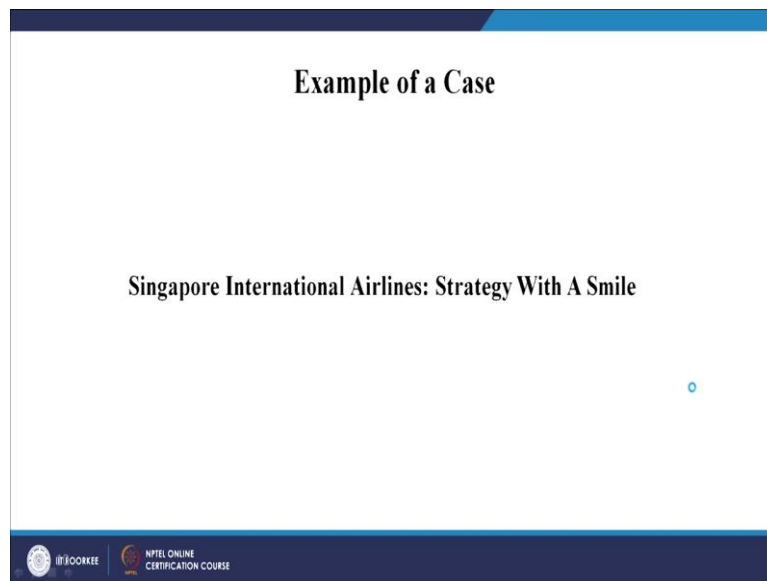 Example of a Case
Singapore International Airlines: Strategy With A Smile
IIT ROORKEE
NPTEL ONLINE
CERTIFICATION COURSE